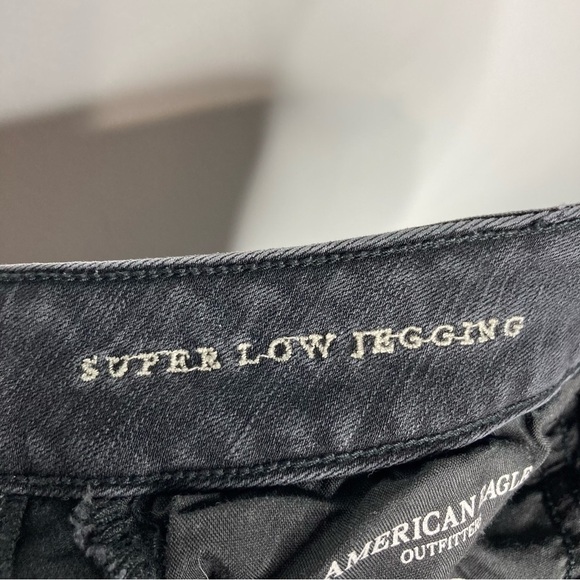 SUPER LOW JEGGING
AMERICAN EAGLE
OUTFITTERS